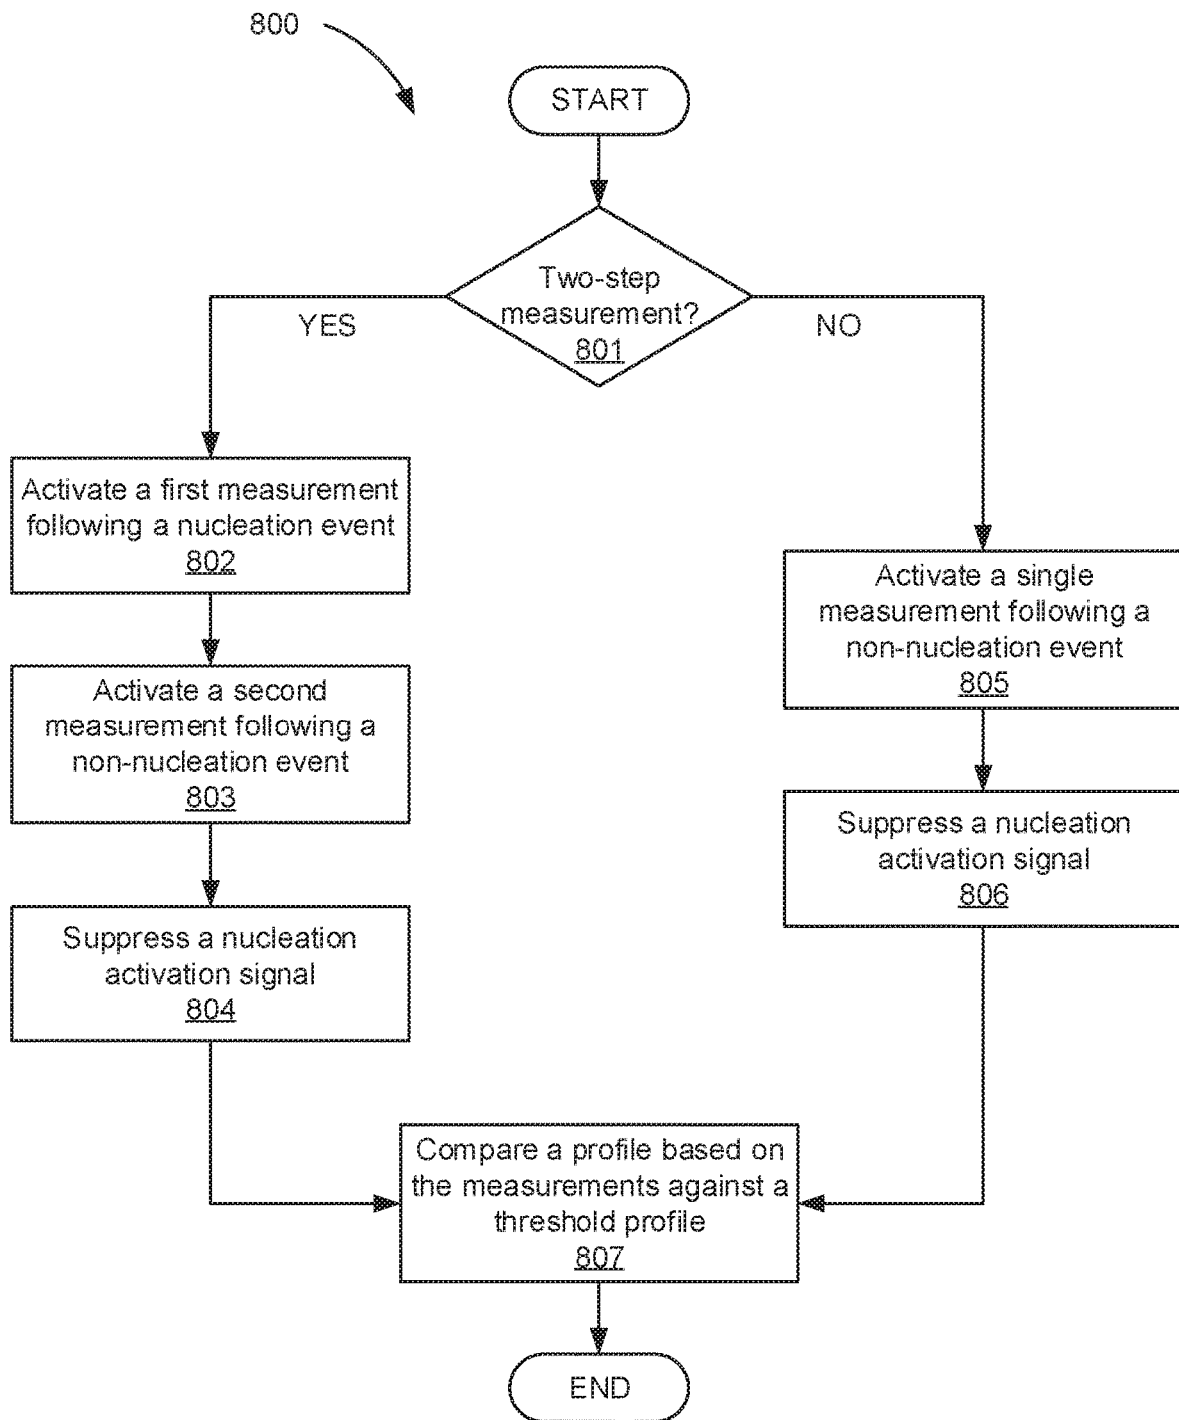 800
START
Two-step
measurement?
801
YES
NO
Activate a first measurement
following a nucleation event
802
Activate a second
measurement following a
non-nucleation event
803
Suppress a nucleation
activation signal
804
Activate a single
measurement following a
non-nucleation event
805
Suppress a nucleation
activation signal
806
Compare a profile based on
the measurements against a
threshold profile
807
END